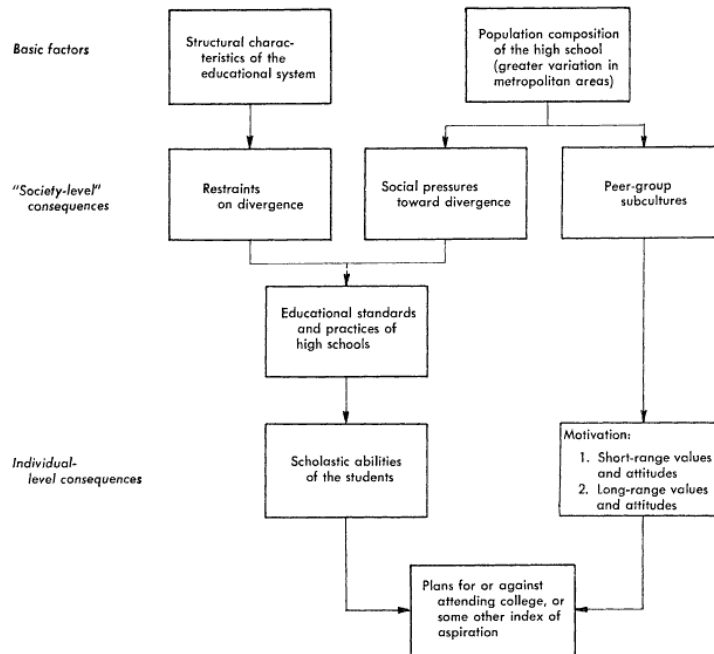 Basic factors
Structural charac-
teristics of the
educational system
Population composition
of the high school
(greater variation in
metropolitan areas)
"Society-level"
consequences
Restraints
on divergence
Social pressures
toward divergence
Peer-group
subcultures
Educational standards
and practices of
high schools
Individual-
level consequences
Scholastic abilities
of the students
Motivation:
1. Short-range values
and attitudes
2. Long-range values
and attitudes
Plans for or against
attending college, or
some other index of
aspiration